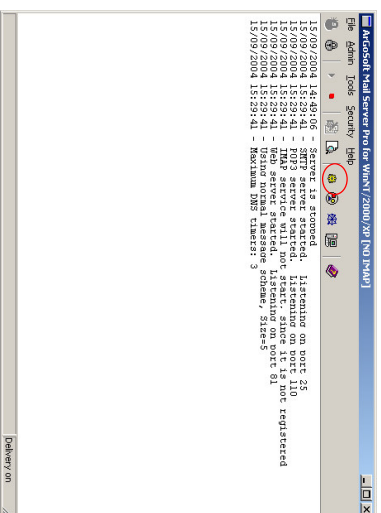 ArGoSoft Mail Server Pro for WinNT/2000/XP [NO IMAP]
File Admin Tools Security Help
15/09/2004 14:49:06 - Server is stopped
15/09/2004 15:29:41 - SMTP server started. Listening on port 25
15/09/2004 15:29:41 - POP3 server started. Listening on port 110
15/09/2004 15:29:41 - IMAP service will not start. since it is not registered
15/09/2004 15:29:41 - Web server started. Listening on port 81
15/09/2004 15:29:41 - Using normal message scheme, Size=5
15/09/2004 15:29:41 - Maximum DNS timers: 3
Delivery on